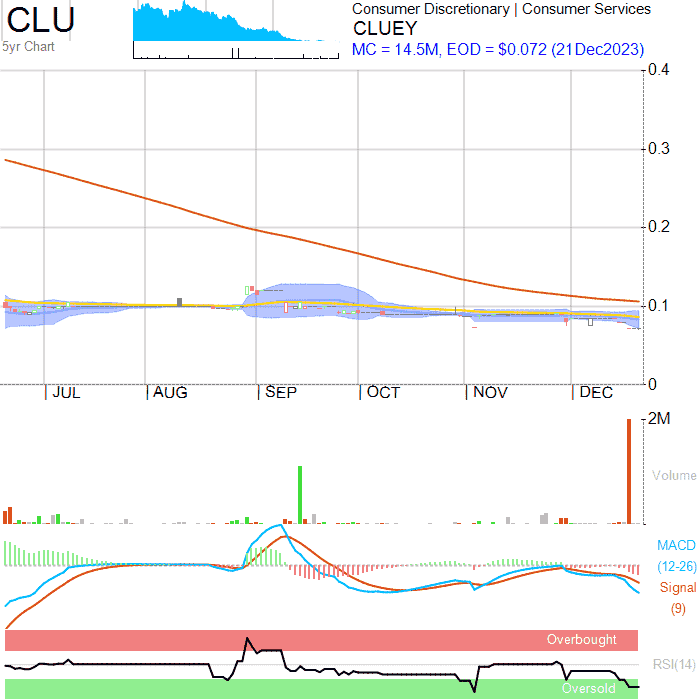 CLU
5yr Chart
Consumer Discretionary | Consumer Services
CLUEY
MC = 14.5M, EOD = $0.072 (21Dec2023)
0.4
0.3
0.2
0.1
0
JUL AUG SEP OCT NOV DEC
2M
Volume
MACD
(12-26)
Signal
(9)
Overbought
RSI(14)
Oversold